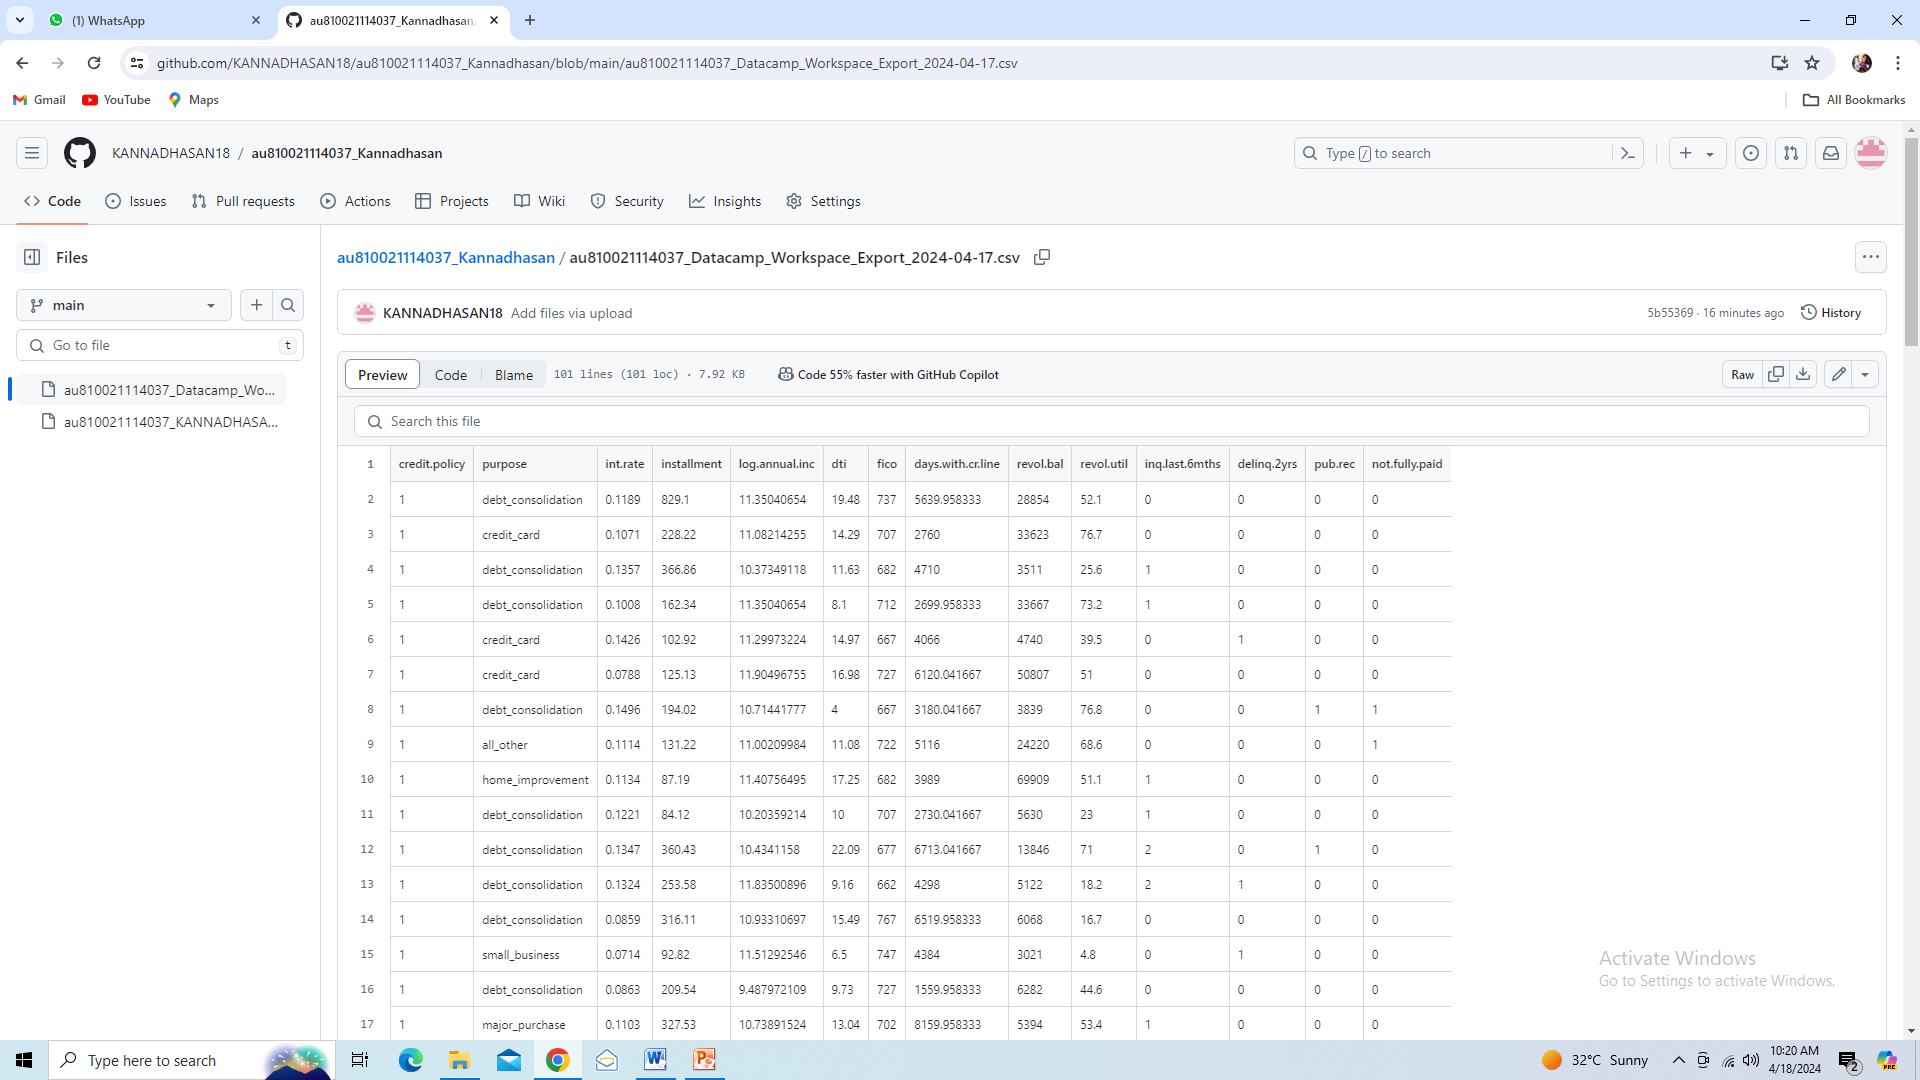 (1) WhatsApp
au810021114037_Kannadhasan
github.com/KANNADHASAN18/au810021114037_Kannadhasan/blob/main/au810021114037_Datacamp_Workspace_Export_2024-04-17.csv
Gmail YouTube Maps All Bookmarks
KANNADHASAN18 / au810021114037_Kannadhasan Type / to search
Code Issues Pull requests Actions Projects Wiki Security Insights Settings
Files
au810021114037_Kannadhasan / au810021114037_Datacamp_Workspace_Export_2024-04-17.csv
main
Go to file t
au810021114037_Datacamp_Wo...
au810021114037_KANNADHASA...
KANNADHASAN18 Add files via upload 5b55369 · 16 minutes ago History
Preview Code Blame 101 lines (101 loc) · 7.92 KB Code 55% faster with GitHub Copilot Raw
Search this file
1 credit.policy purpose int.rate installment log.annual.inc dti fico days.with.cr.line revol.bal revol.util inq.last.6mths delinq.2yrs pub.rec not.fully.paid
2 1 debt_consolidation 0.1189 829.1 11.35040654 19.48 737 5639.958333 28854 52.1 0 0 0 0
3 1 credit_card 0.1071 228.22 11.08214255 14.29 707 2760 33623 76.7 0 0 0 0
4 1 debt_consolidation 0.1357 366.86 10.37349118 11.63 682 4710 3511 25.6 1 0 0 0
5 1 debt_consolidation 0.1008 162.34 11.35040654 8.1 712 2699.958333 33667 73.2 1 0 0 0
6 1 credit_card 0.1426 102.92 11.29973224 14.97 667 4066 4740 39.5 0 1 0 0
7 1 credit_card 0.0788 125.13 11.90496755 16.98 727 6120.041667 50807 51 0 0 0 0
8 1 debt_consolidation 0.1496 194.02 10.71441777 4 667 3180.041667 3839 76.8 0 0 1 1
9 1 all_other 0.1114 131.22 11.00209984 11.08 722 5116 24220 68.6 0 0 0 1
10 1 home_improvement 0.1134 87.19 11.40756495 17.25 682 3989 69909 51.1 1 0 0 0
11 1 debt_consolidation 0.1221 84.12 10.20359214 10 707 2730.041667 5630 23 1 0 0 0
12 1 debt_consolidation 0.1347 360.43 10.4341158 22.09 677 6713.041667 13846 71 2 0 1 0
13 1 debt_consolidation 0.1324 253.58 11.83500896 9.16 662 4298 5122 18.2 2 1 0 0
14 1 debt_consolidation 0.0859 316.11 10.93310697 15.49 767 6519.958333 6068 16.7 0 0 0 0
15 1 small_business 0.0714 92.82 11.51292546 6.5 747 4384 3021 4.8 0 1 0 0
16 1 debt_consolidation 0.0863 209.54 9.487972109 9.73 727 1559.958333 6282 44.6 0 0 0 0
17 1 major_purchase 0.1103 327.53 10.73891524 13.04 702 8159.958333 5394 53.4 1 0 0 0
Activate Windows
Go to Settings to activate Windows.
Type here to search
32°C Sunny
10:20 AM
4/18/2024
2
PRE